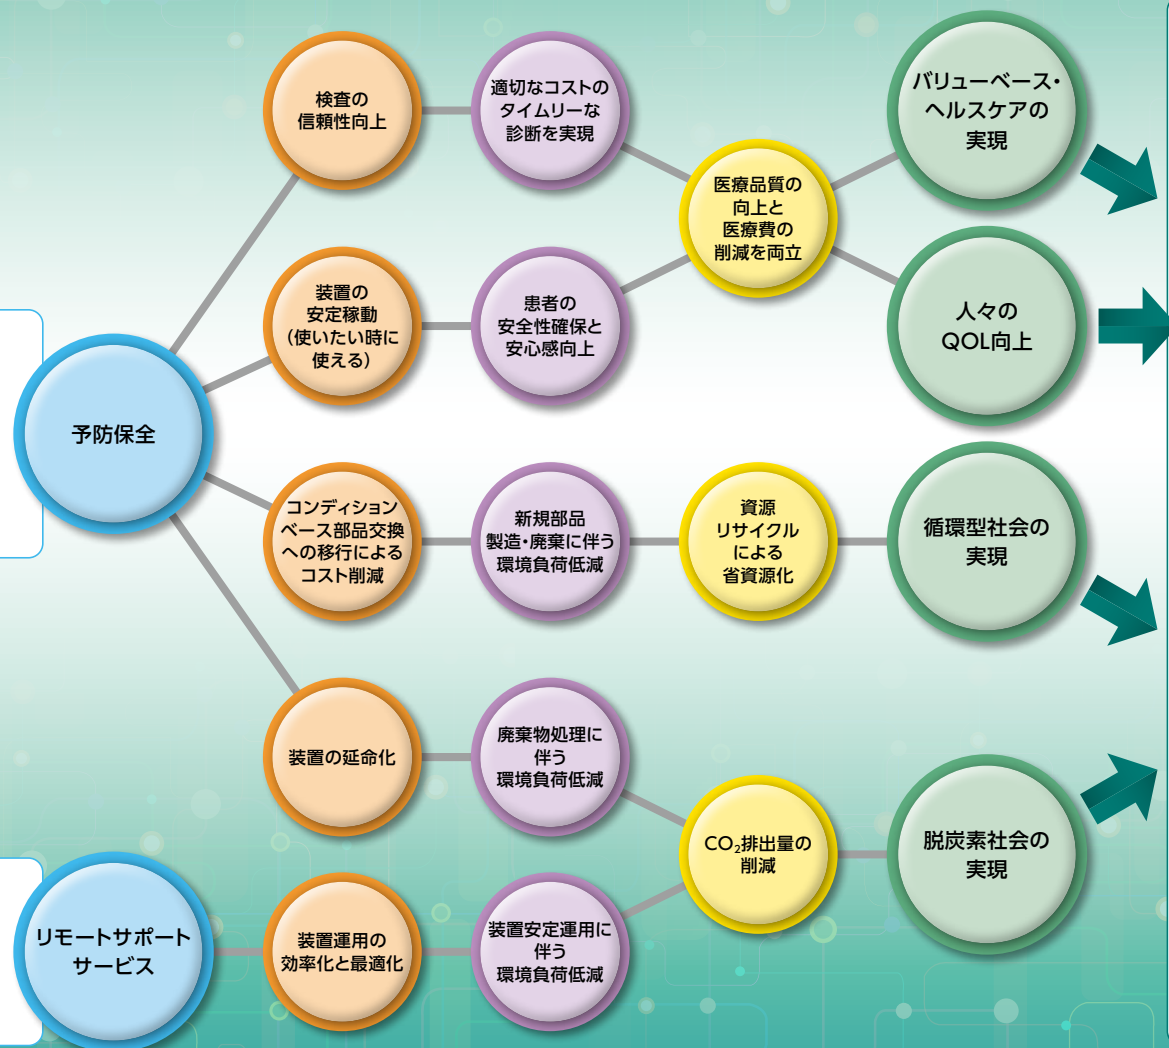 予防保全
リモートサポート
サービス
検査の
信頼性向上
装置の
安定稼動
（使いたい時に
使える）
コンディション
ベース部品交換
への移行による
コスト削減
装置の延命化
装置運用の
効率化と最適化
適切なコストの
タイムリーな
診断を実現
患者の
安全性確保と
安心感向上
新規部品
製造・廃棄に伴う
環境負荷低減
廃棄物処理に
伴う
環境負荷低減
装置安定運用に
伴う
環境負荷低減
医療品質の
向上と
医療費の
削減を両立
資源
リサイクル
による
省資源化
CO₂排出量の
削減
バリューベース・
ヘルスケアの
実現
人々の
QOL向上
循環型社会の
実現
脱炭素社会の
実現